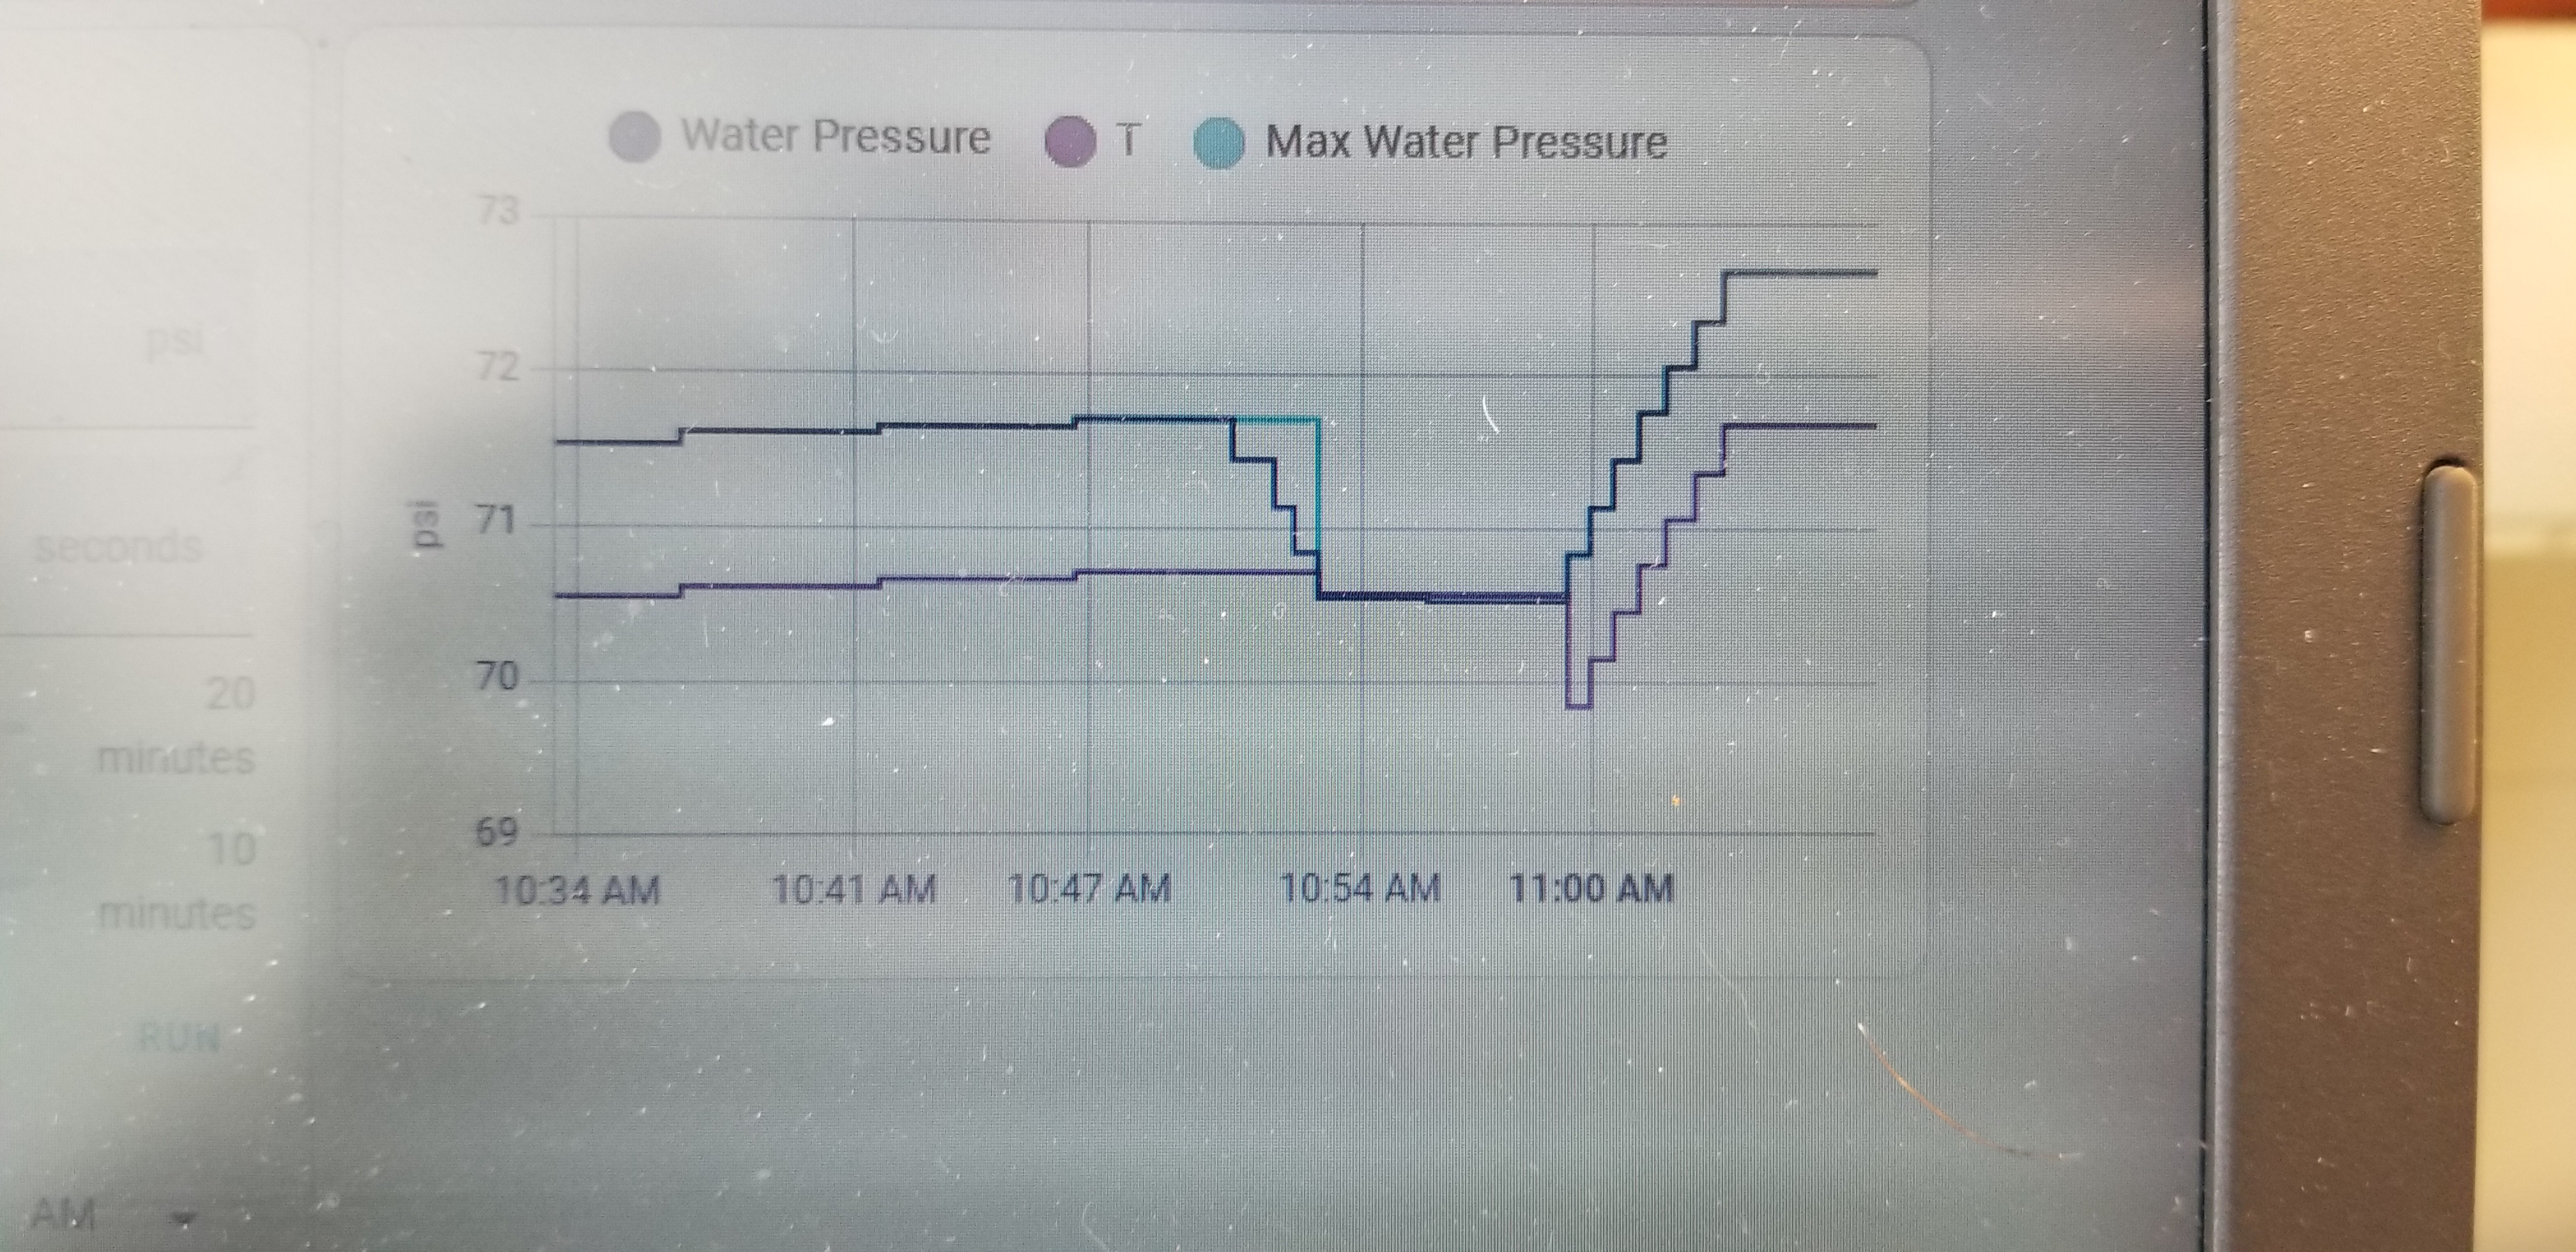 Water Pressure T Max Water Pressure
73
psi
72
psi
71
seconds
70
20
minutes
69
10
minutes
10:34 AM 10:41 AM 10:47 AM 10:54 AM 11:00 AM
RUN
AM